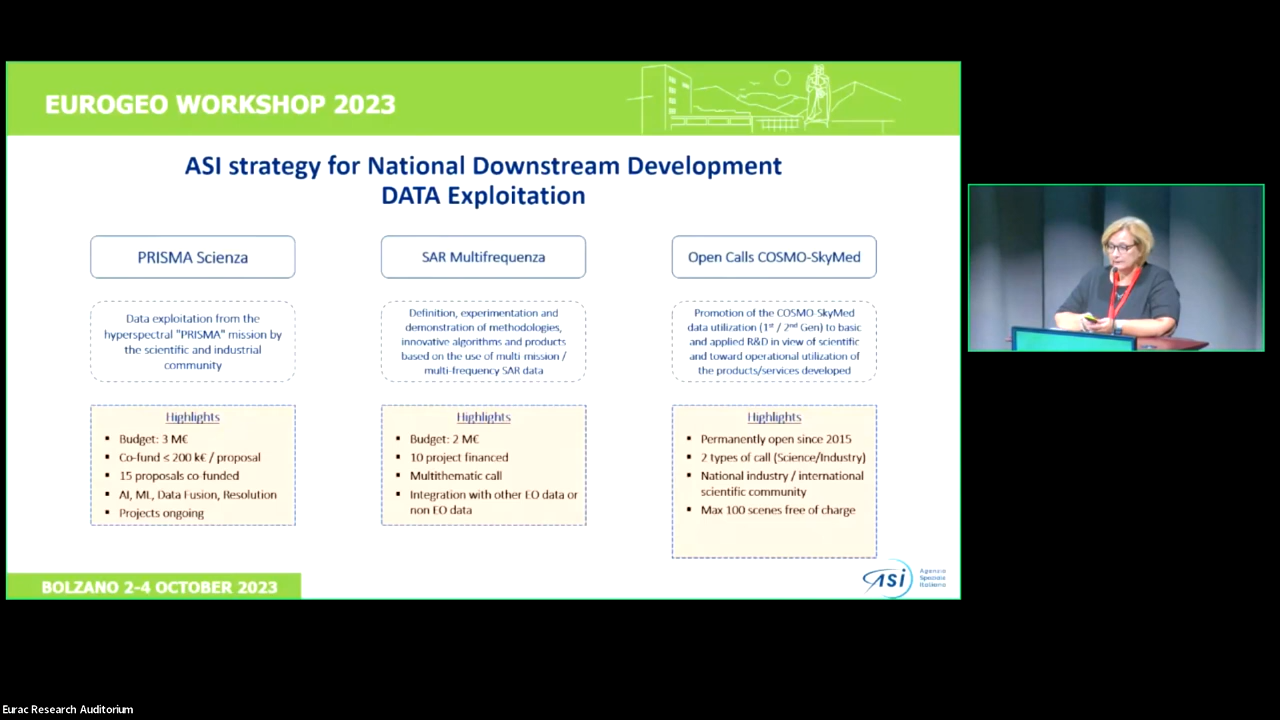 EUROGEO WORKSHOP 2023
ASI strategy for National Downstream Development
DATA Exploitation
PRISMA Scienza
Data exploitation from the
hyperspectral "PRISMA" mission by
the scientific and industrial
community
Highlights
▪ Budget: 3 M€
▪ Co-fund ≤ 200 k€ / proposal
▪ 15 proposals co-funded
▪ AI, ML, Data Fusion, Resolution
▪ Projects ongoing
SAR Multifrequenza
Definition, experimentation and
demonstration of methodologies,
innovative algorithms and products
based on the use of multi mission /
multi-frequency SAR data
Highlights
▪ Budget: 2 M€
▪ 10 project financed
▪ Multithematic call
▪ Integration with other EO data or
non EO data
Open Calls COSMO-SkyMed
Promotion of the COSMO SkyMed
data utilization (1st / 2nd Gen) to basic
and applied R&D in view of scientific
and toward operational utilization of
the products/services developed
Highlights
▪ Permanently open since 2015
▪ 2 types of call (Science/Industry)
▪ National industry / international
scientific community
▪ Max 100 scenes free of charge
BOLZANO 2-4 OCTOBER 2023
ASI
Agenzia
Spaziale
Italiana
Eurac Research Auditorium